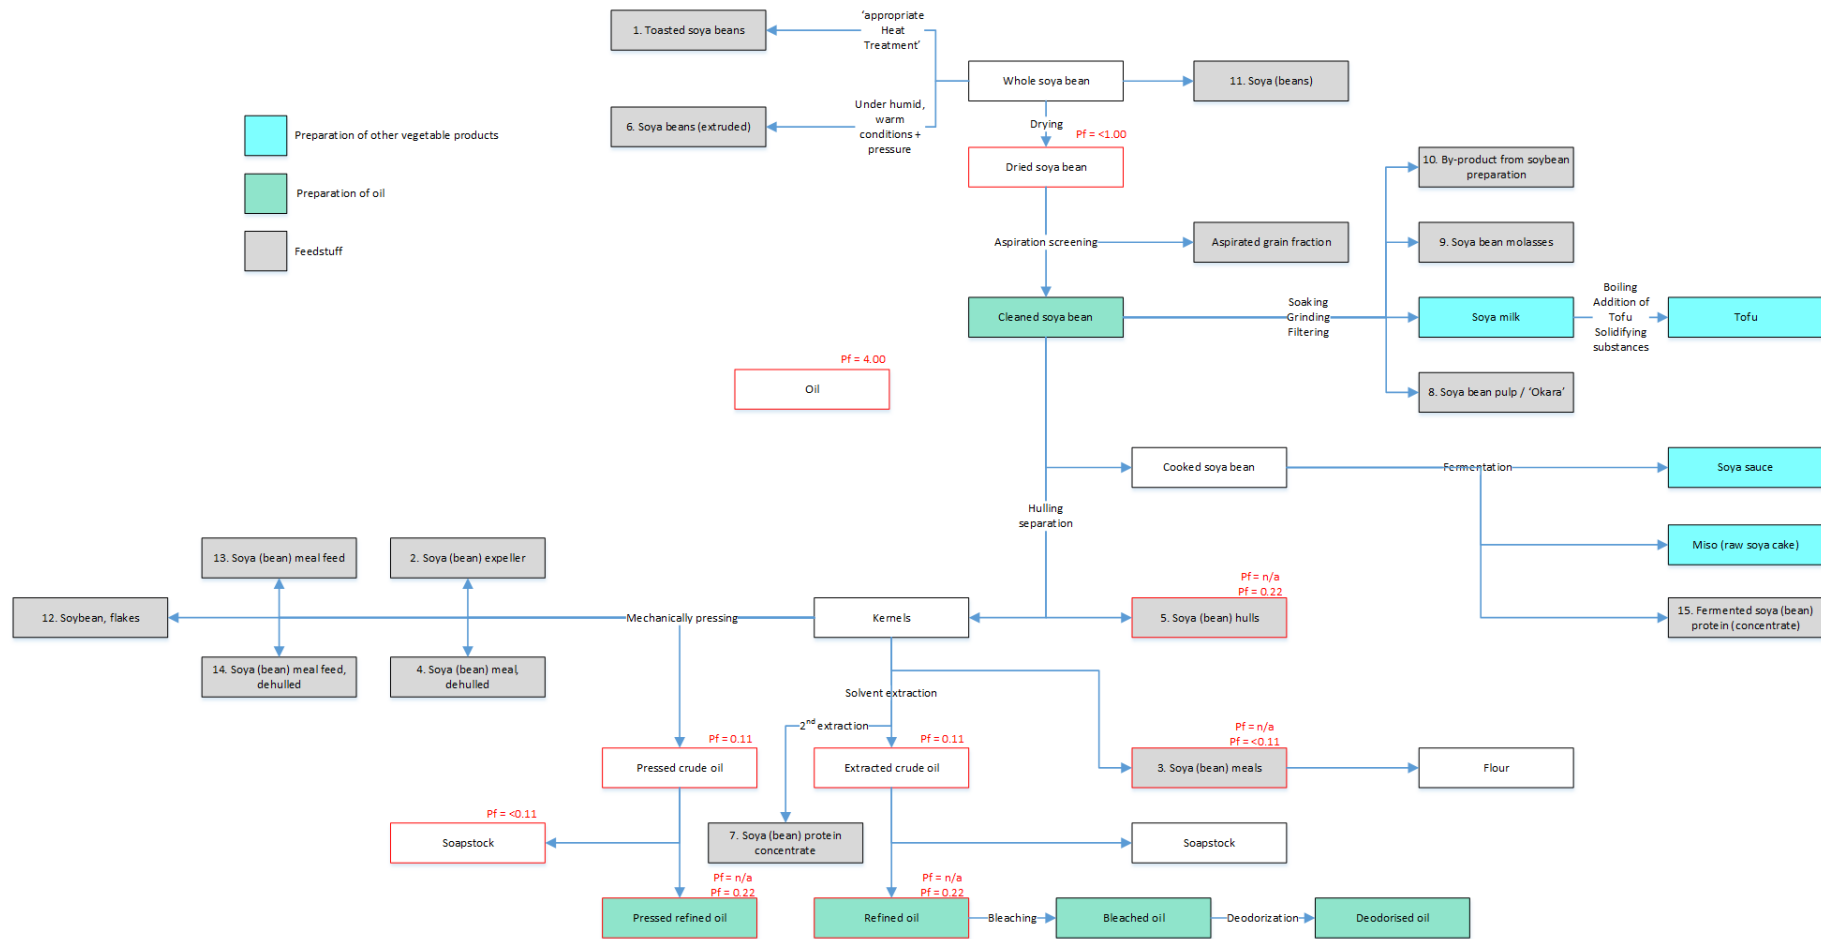 1. Toasted soya beans
'appropriate
Heat
Treatment'
Whole soya bean
11. Soya (beans)
6. Soya beans (extruded)
Under humid,
warm
conditions +
pressure
Drying
Pf = <1.00
Dried soya bean
Preparation of other vegetable products
Preparation of oil
Feedstuff
10. By-product from soybean
preparation
Aspiration screening
Aspirated grain fraction
9. Soya bean molasses
Cleaned soya bean
Soaking
Grinding
Filtering
Soya milk
Boiling
Addition of
Tofu
Solidifying
substances
Tofu
Pf = 4.00
Oil
8. Soya bean pulp / 'Okara'
Cooked soya bean
Fermentation
Soya sauce
Hulling
separation
Miso (raw soya cake)
13. Soya (bean) meal feed
2. Soya (bean) expeller
Pf = n/a
Pf = 0.22
12. Soybean, flakes
Mechanically pressing
Kernels
5. Soya (bean) hulls
15. Fermented soya (bean)
protein (concentrate)
14. Soya (bean) meal feed,
dehulled
4. Soya (bean) meal,
dehulled
Solvent extraction
2nd extraction
Pf = 0.11
Pressed crude oil
Pf = 0.11
Extracted crude oil
Pf = n/a
Pf = <0.11
3. Soya (bean) meals
Flour
Pf = <0.11
Soapstock
7. Soya (bean) protein
concentrate
Soapstock
Pf = n/a
Pf = 0.22
Pressed refined oil
Pf = n/a
Pf = 0.22
Refined oil
Bleaching
Bleached oil
Deodorization
Deodorised oil